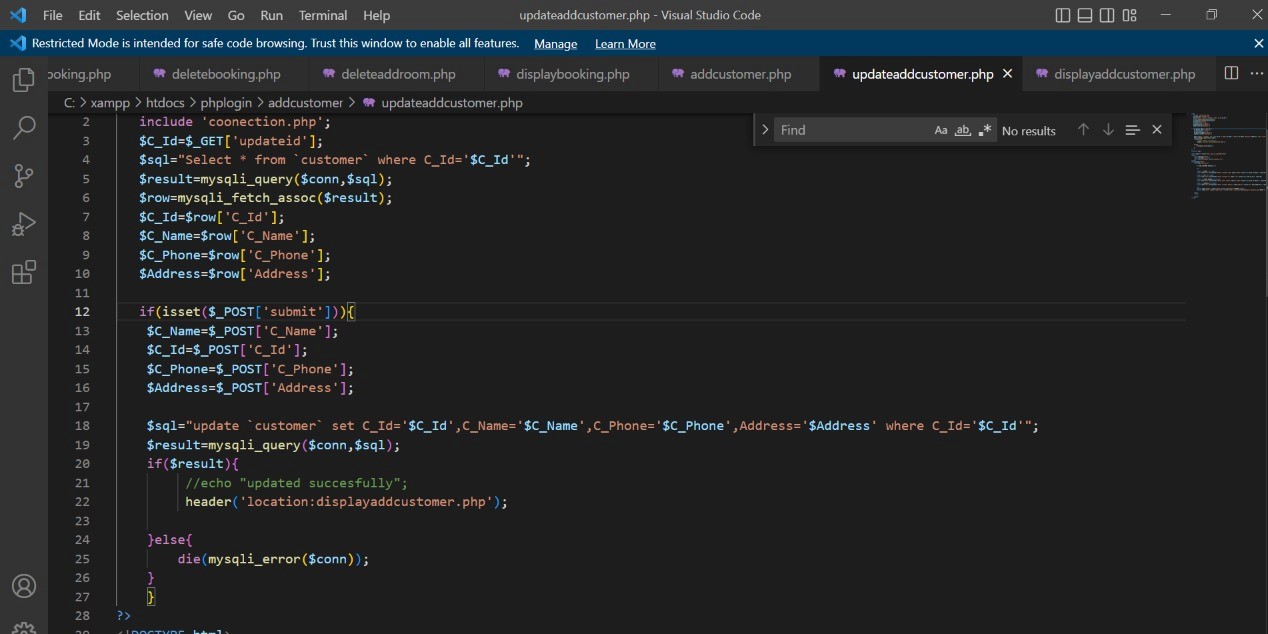 File Edit Selection View Go Run Terminal Help updateaddcustomer.php - Visual Studio Code
Restricted Mode is intended for safe code browsing. Trust this window to enable all features. Manage Learn More
ooking.php deletebooking.php deleteaddroom.php displaybooking.php addcustomer.php updateaddcustomer.php displayaddcustomer.php
C: > xampp > htdocs > phplogin > addcustomer > updateaddcustomer.php
Find Aa ab .* No results
2 include 'coonection.php';
3 $C_Id=$_GET['updateid'];
4 $sql="Select * from `customer` where C_Id='$C_Id'";
5 $result=mysqli_query($conn,$sql);
6 $row=mysqli_fetch_assoc($result);
7 $C_Id=$row['C_Id'];
8 $C_Name=$row['C_Name'];
9 $C_Phone=$row['C_Phone'];
10 $Address=$row['Address'];
11
12 if(isset($_POST['submit'])){
13 $C_Name=$_POST['C_Name'];
14 $C_Id=$_POST['C_Id'];
15 $C_Phone=$_POST['C_Phone'];
16 $Address=$_POST['Address'];
17
18 $sql="update `customer` set C_Id='$C_Id',C_Name='$C_Name',C_Phone='$C_Phone',Address='$Address' where C_Id='$C_Id'";
19 $result=mysqli_query($conn,$sql);
20 if($result){
21 //echo "updated succesfully";
22 header('location:displayaddcustomer.php');
23
24 }else{
25 die(mysqli_error($conn));
26 }
27 }
28 ?>
29 <!DOCTYPE html>